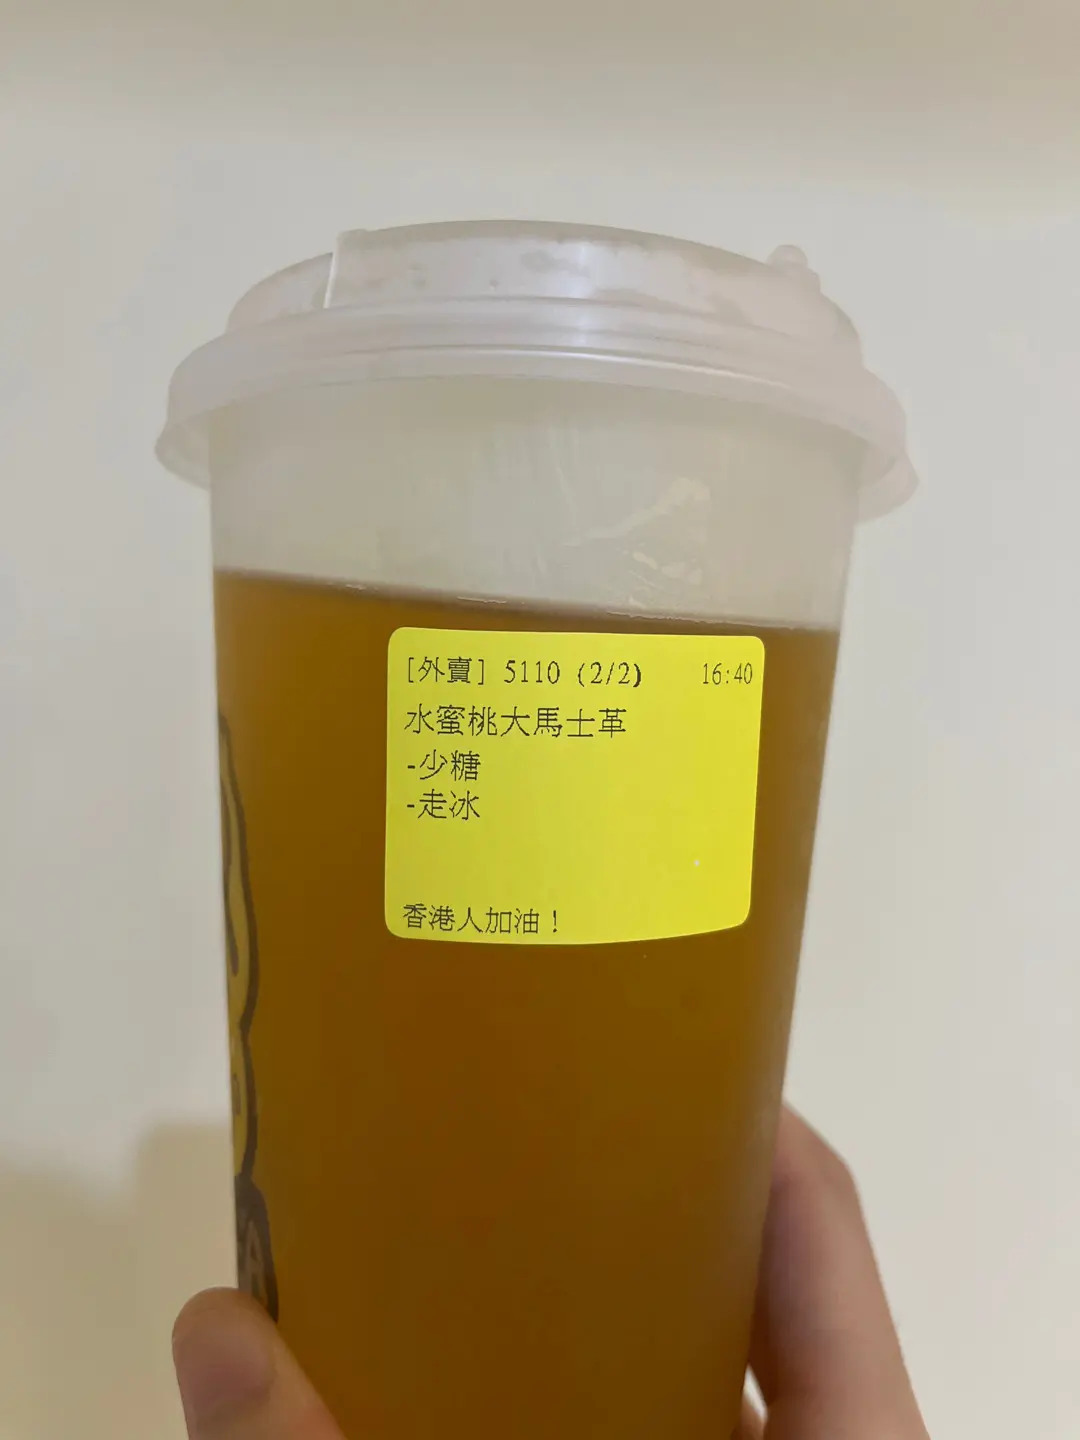 [外賣] 5110 (2/2) 16:40
水蜜桃大馬士革
-少糖
-走冰
香港人加油！